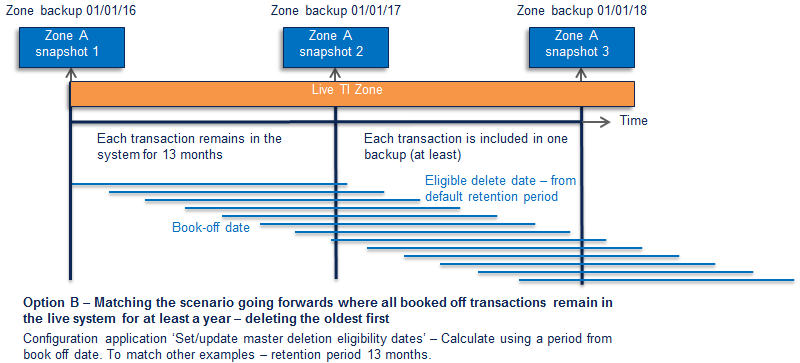 Zone backup 01/01/16
Zone backup 01/01/17
Zone backup 01/01/18
Zone A
snapshot 1
Zone A
snapshot 2
Zone A
snapshot 3
Live TI Zone
Time
Each transaction remains in the
system for 13 months
Each transaction is included in one
backup (at least)
Eligible delete date – from
default retention period
Book-off date
Option B – Matching the scenario going forwards where all booked off transactions remain in
the live system for at least a year – deleting the oldest first
Configuration application ‘Set/update master deletion eligibility dates’ – Calculate using a period from
book off date. To match other examples – retention period 13 months.